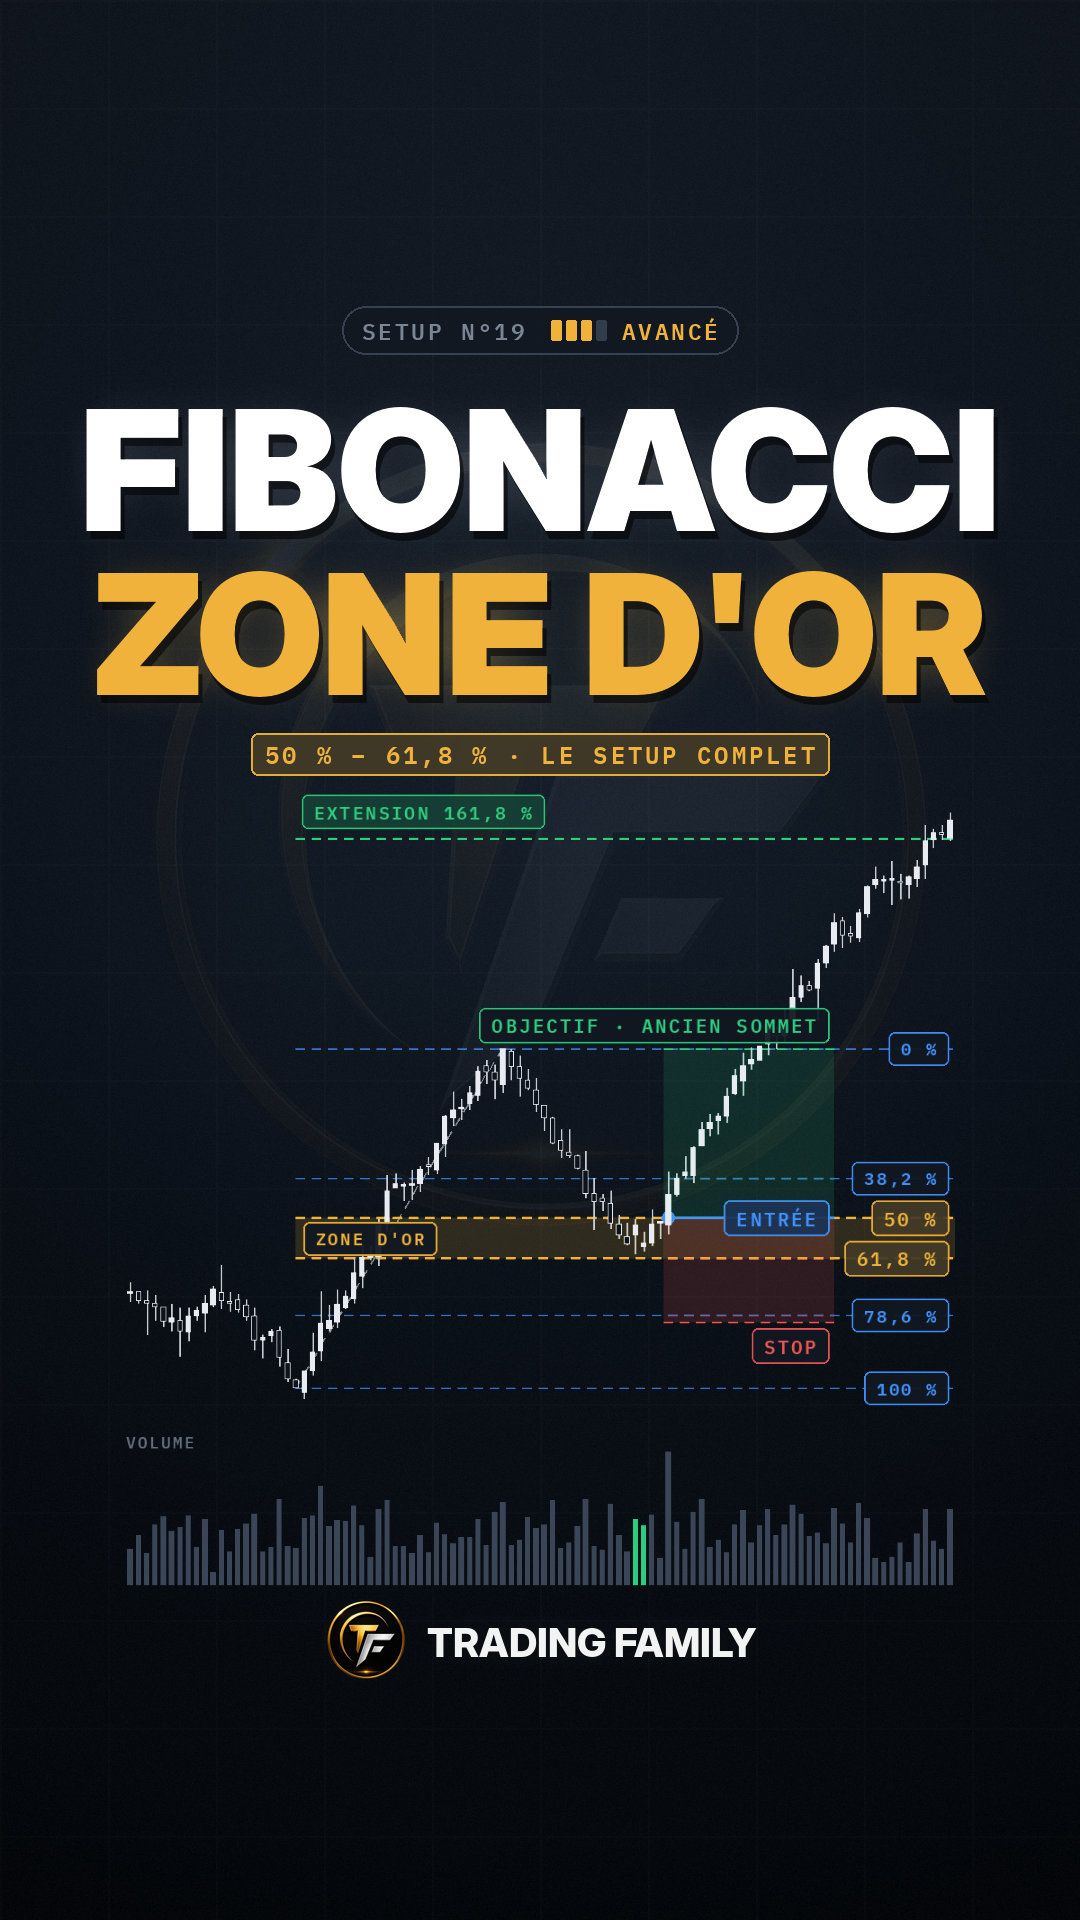 SETUP N°19 AVANCÉ
FIBONACCI
ZONE D'OR
50 % – 61,8 % · LE SETUP COMPLET
EXTENSION 161,8 %
OBJECTIF · ANCIEN SOMMET
0 %
38,2 %
ENTRÉE
50 %
ZONE D'OR
61,8 %
78,6 %
STOP
100 %
VOLUME
TF TRADING FAMILY